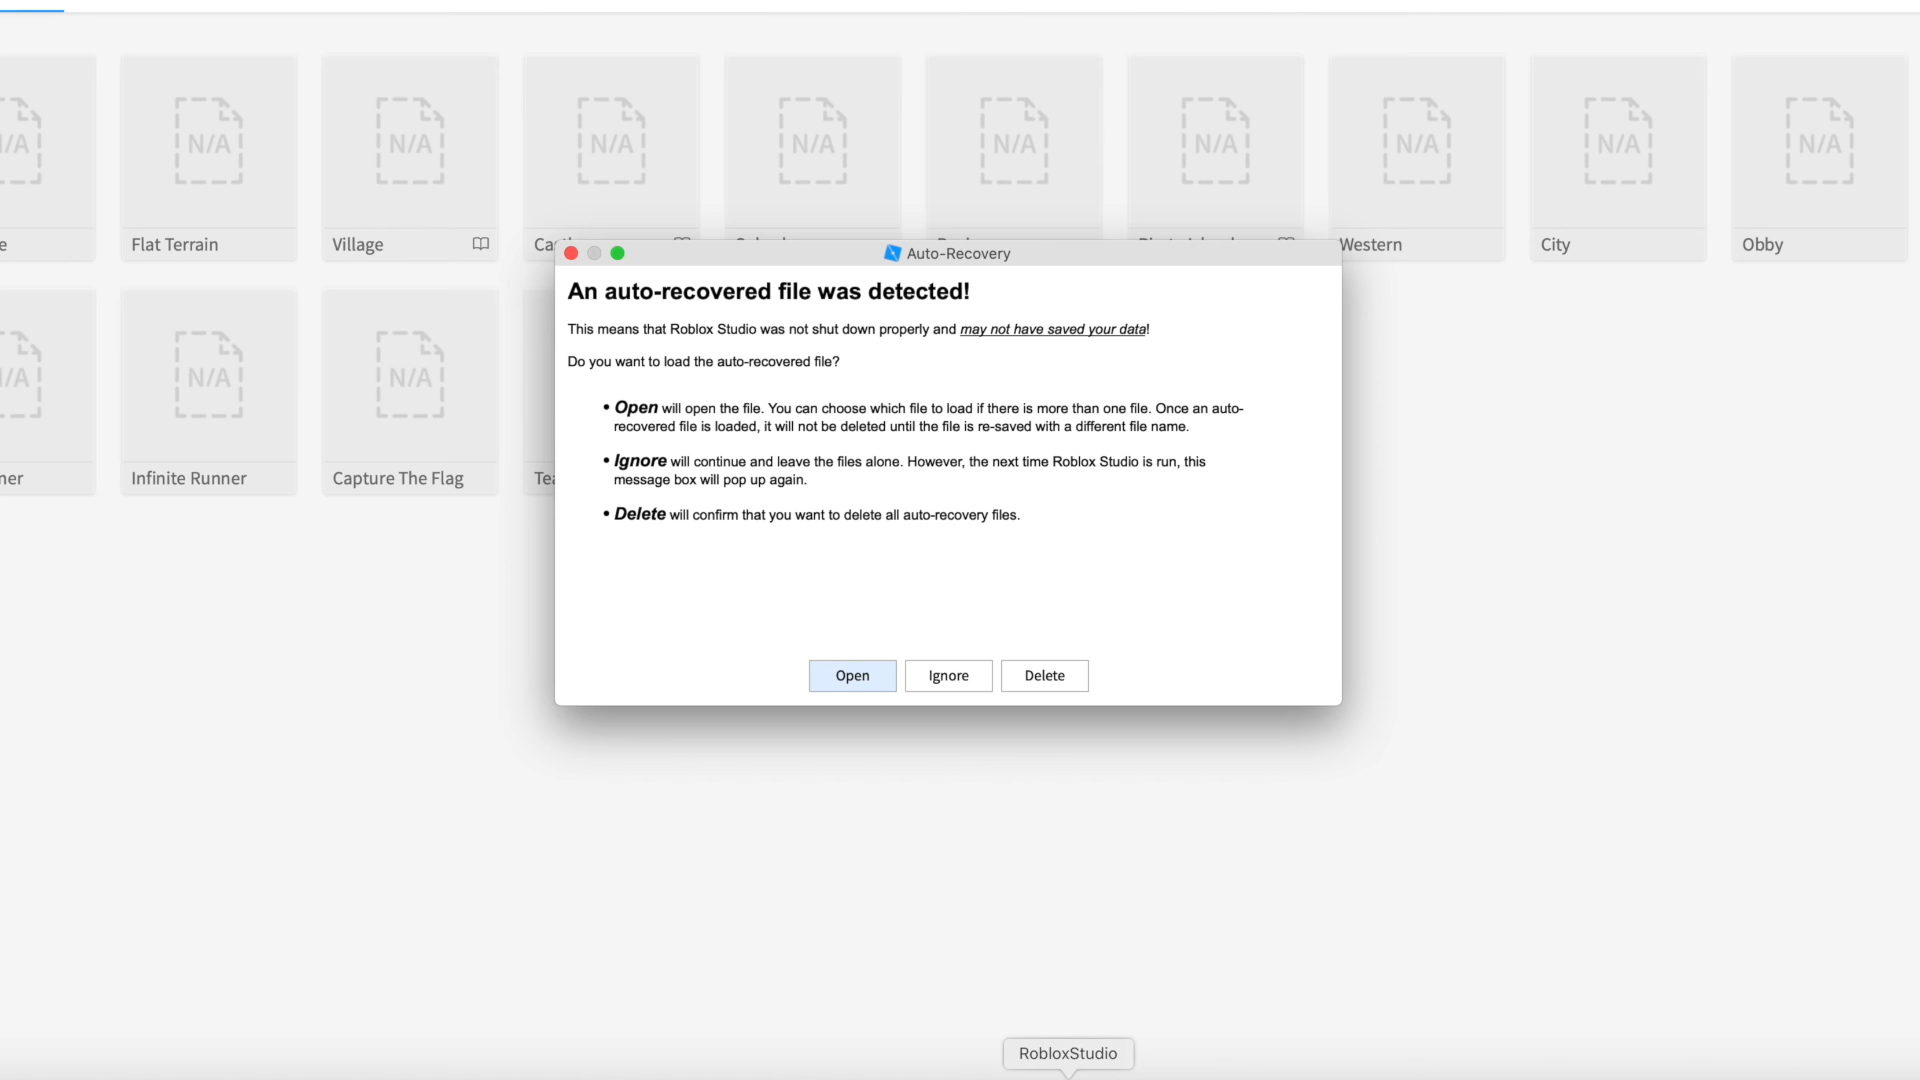 N/A N/A N/A N/A N/A N/A N/A N/A N/A
Flat Terrain Village Western City Obby
Auto-Recovery
An auto-recovered file was detected!
This means that Roblox Studio was not shut down properly and may not have saved your data!
Do you want to load the auto-recovered file?
• Open will open the file. You can choose which file to load if there is more than one file. Once an auto-
recovered file is loaded, it will not be deleted until the file is re-saved with a different file name.
• Ignore will continue and leave the files alone. However, the next time Roblox Studio is run, this
message box will pop up again.
• Delete will confirm that you want to delete all auto-recovery files.
Open Ignore Delete
N/A N/A
Infinite Runner Capture The Flag
RobloxStudio